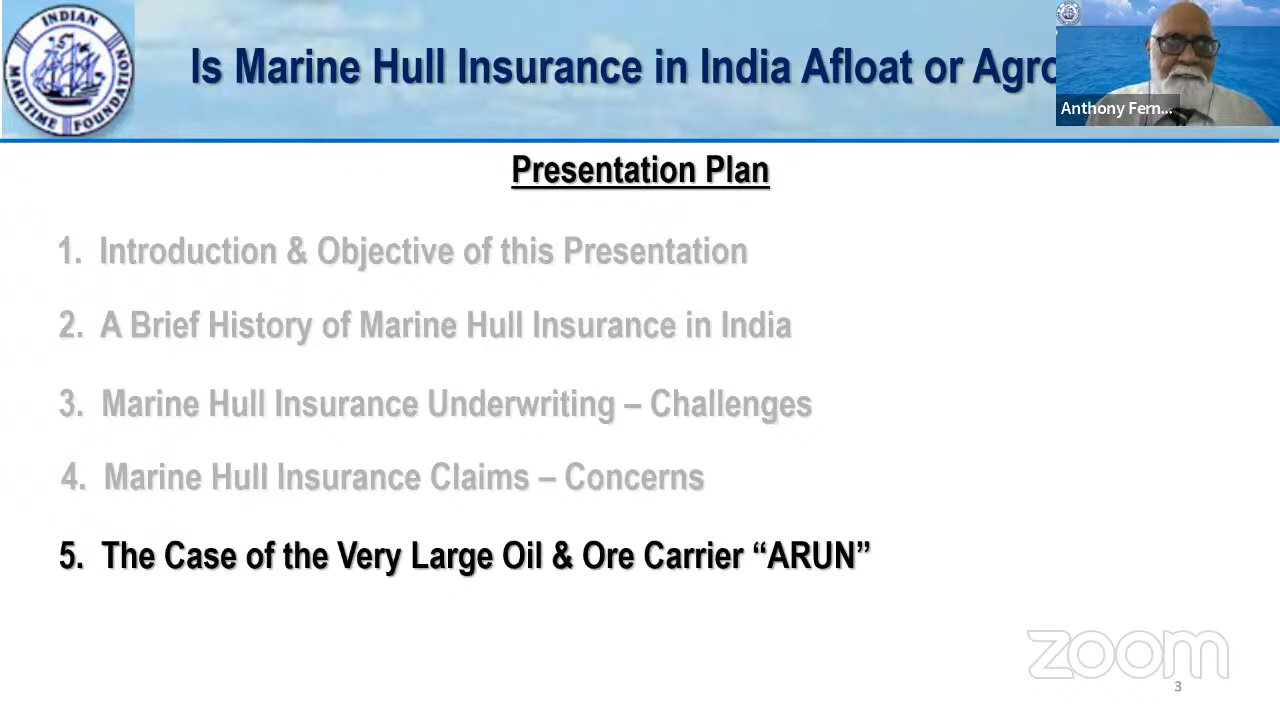 INDIAN
MARITIME
FOUNDATION
Is Marine Hull Insurance in India Afloat or Agro
Anthony Fern...
Presentation Plan
1. Introduction & Objective of this Presentation
2. A Brief History of Marine Hull Insurance in India
3. Marine Hull Insurance Underwriting – Challenges
4. Marine Hull Insurance Claims – Concerns
5. The Case of the Very Large Oil & Ore Carrier “ARUN”
zoom
3